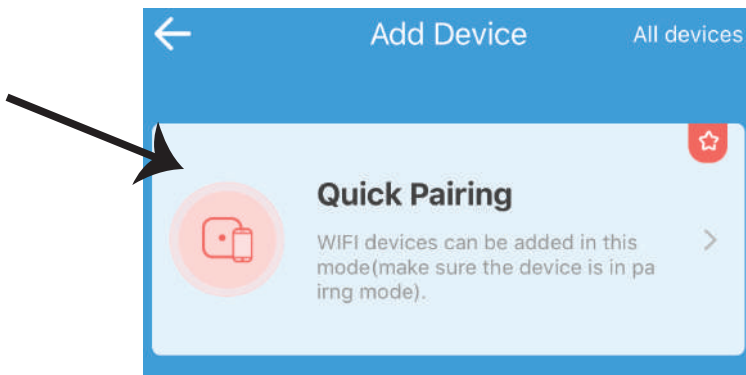 Add Device All devices
Quick Pairing
WIFI devices can be added in this
mode(make sure the device is in pa
irng mode).